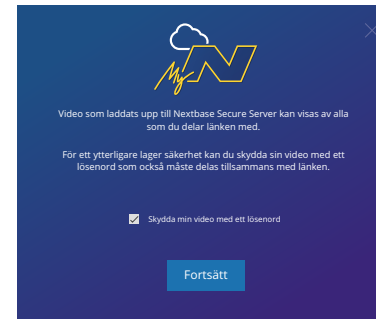 My N
Video som laddats upp till Nextbase Secure Server kan visas av alla
som du delar länken med.
För ett ytterligare lager säkerhet kan du skydda sin video med ett
lösenord som också måste delas tillsammans med länken.
Skydda min video med ett lösenord
Fortsätt